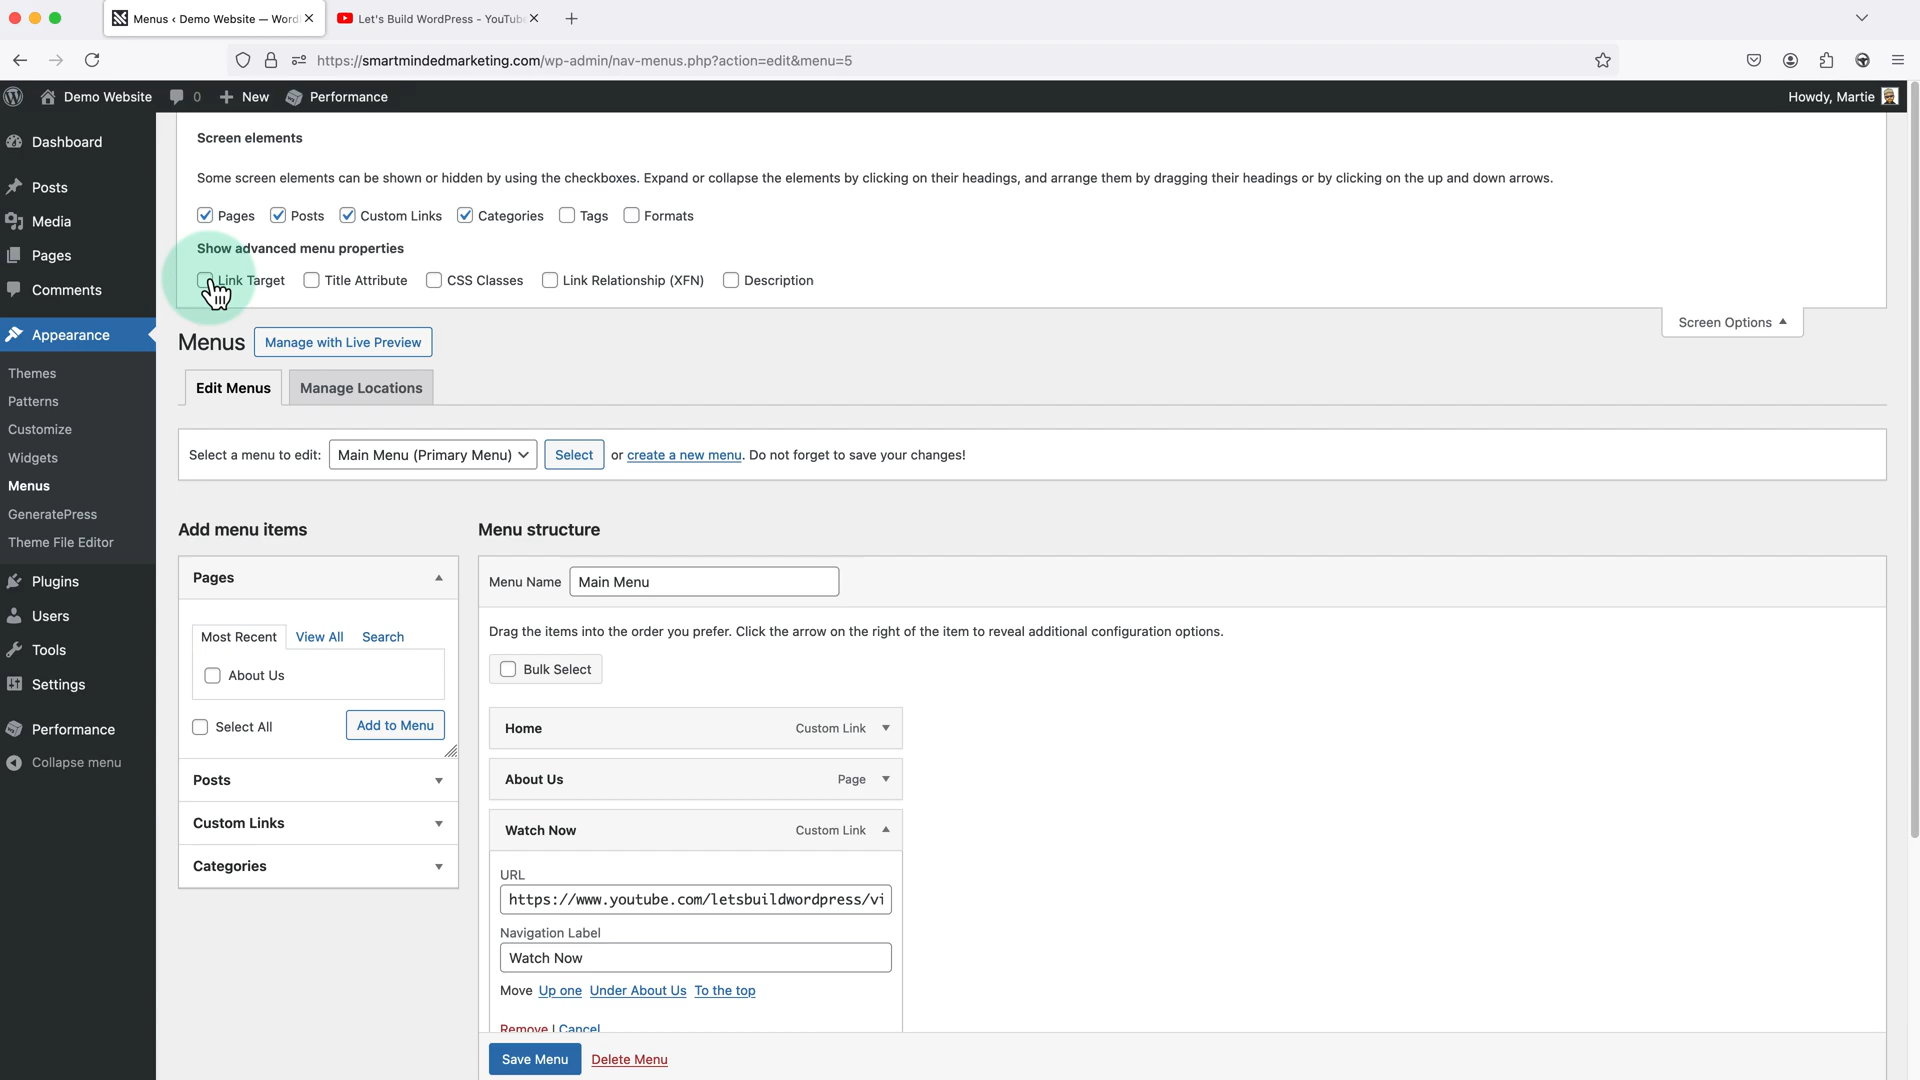 Menus ‹ Demo Website — Word
Let's Build WordPress - YouTube
https://smartmindedmarketing.com/wp-admin/nav-menus.php?action=edit&menu=5
Demo Website
0
New
Performance
Howdy, Martie
Dashboard
Posts
Media
Pages
Comments
Appearance
Themes
Patterns
Customize
Widgets
Menus
GeneratePress
Theme File Editor
Plugins
Users
Tools
Settings
Performance
Collapse menu
Screen elements
Some screen elements can be shown or hidden by using the checkboxes. Expand or collapse the elements by clicking on their headings, and arrange them by dragging their headings or by clicking on the up and down arrows.
Pages Posts Custom Links Categories Tags Formats
Show advanced menu properties
Link Target Title Attribute CSS Classes Link Relationship (XFN) Description
Screen Options
Menus Manage with Live Preview
Edit Menus Manage Locations
Select a menu to edit: Main Menu (Primary Menu) Select or create a new menu. Do not forget to save your changes!
Add menu items
Pages
Most Recent View All Search
About Us
Select All Add to Menu
Posts
Custom Links
Categories
Menu structure
Menu Name Main Menu
Drag the items into the order you prefer. Click the arrow on the right of the item to reveal additional configuration options.
Bulk Select
Home Custom Link
About Us Page
Watch Now Custom Link
URL
https://www.youtube.com/letsbuildwordpress/vi
Navigation Label
Watch Now
Move Up one Under About Us To the top
Remove | Cancel
Save Menu Delete Menu